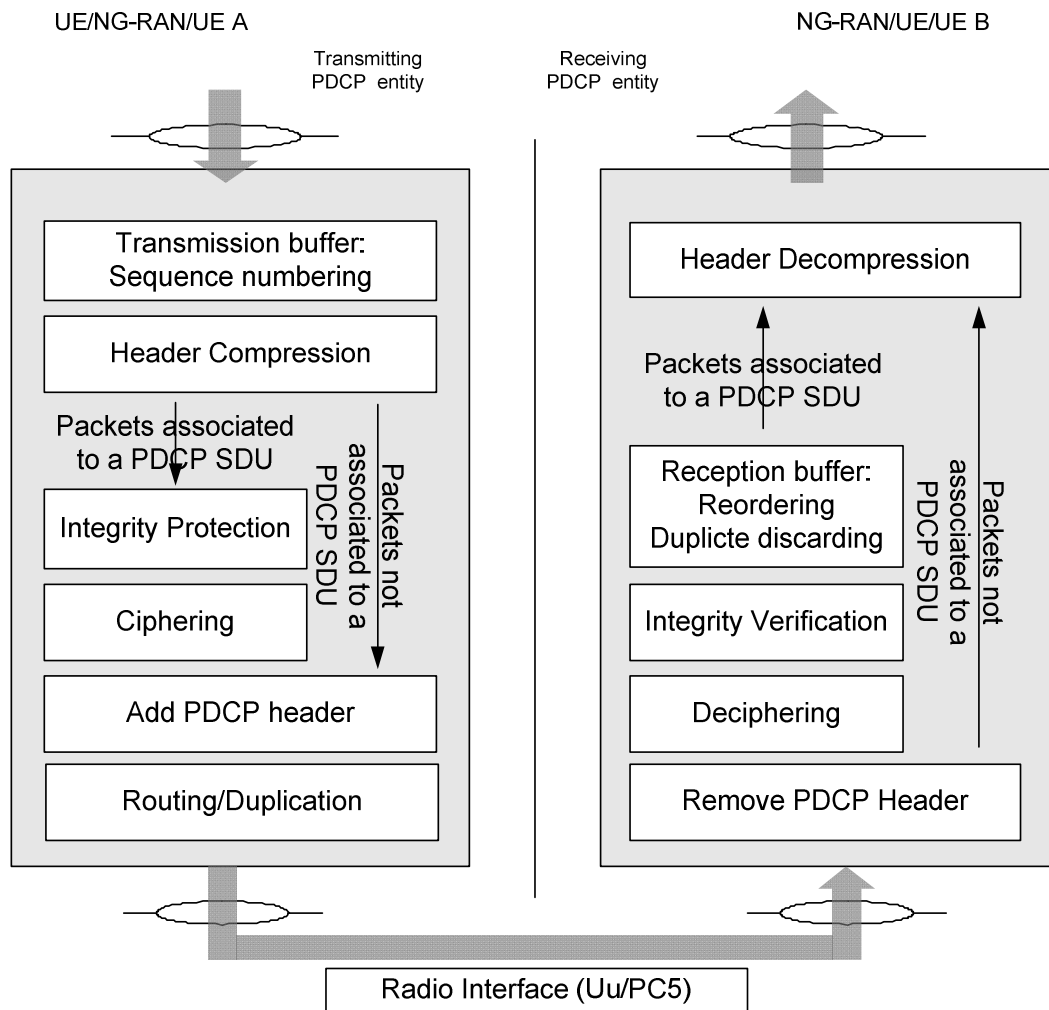 UE/NG-RAN/UE A
NG-RAN/UE/UE B
Transmitting
PDCP entity
Receiving
PDCP entity
Transmission buffer:
Sequence numbering
Header Compression
Packets associated
to a PDCP SDU
Packets not
associated to a
PDCP SDU
Integrity Protection
Ciphering
Add PDCP header
Routing/Duplication
Header Decompression
Packets associated
to a PDCP SDU
Reception buffer:
Reordering
Duplicte discarding
Packets not
associated to a
PDCP SDU
Integrity Verification
Deciphering
Remove PDCP Header
Radio Interface (Uu/PC5)